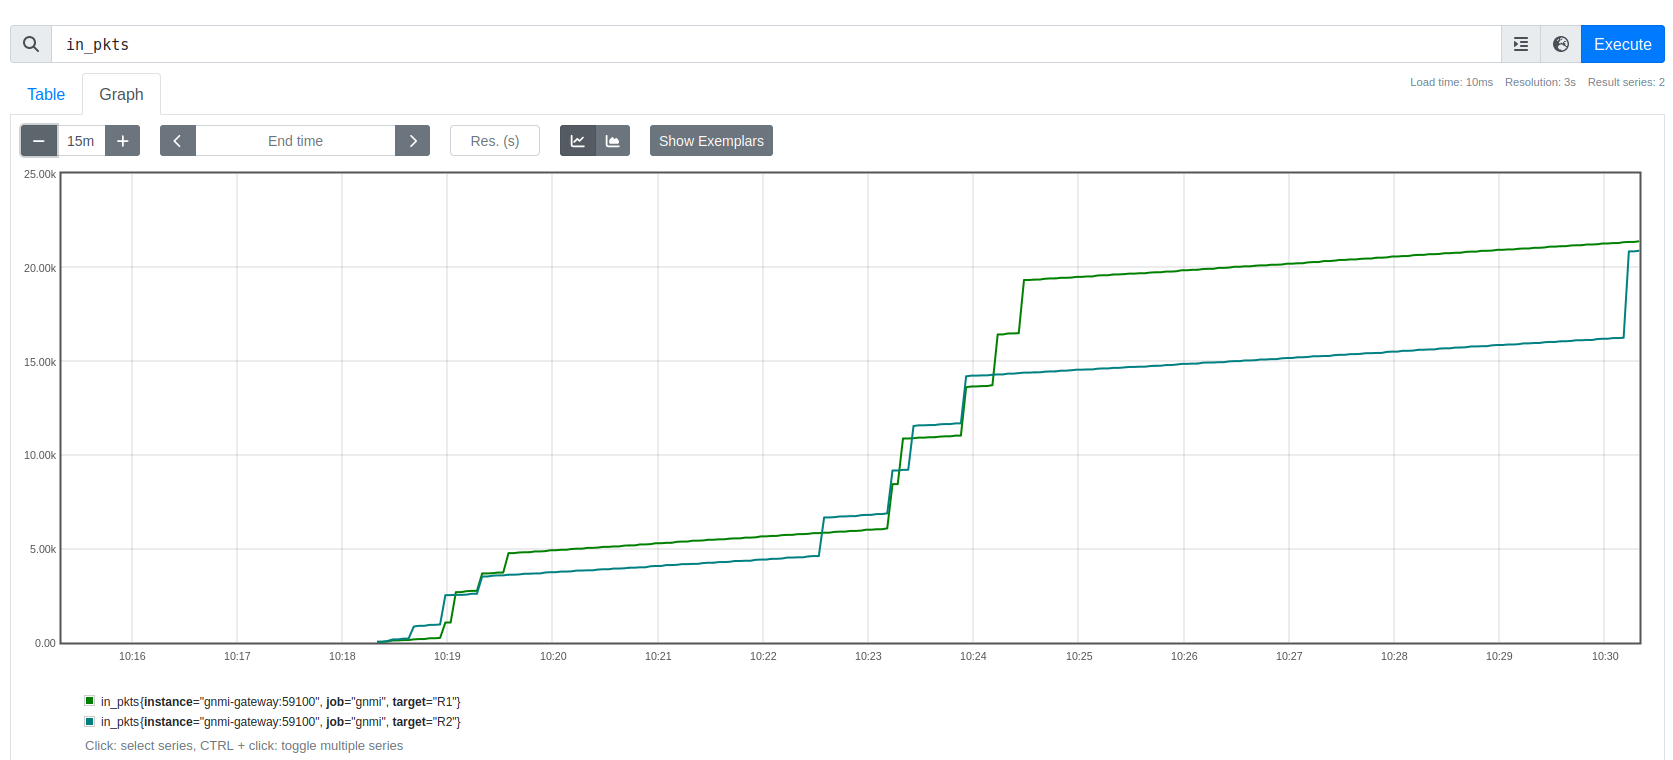 in_pkts
Execute
Load time: 10ms Resolution: 3s Result series: 2
Table Graph
15m End time Res. (s) Show Exemplars
25.00k
20.00k
15.00k
10.00k
5.00k
0.00
10:16 10:17 10:18 10:19 10:20 10:21 10:22 10:23 10:24 10:25 10:26 10:27 10:28 10:29 10:30
in_pkts{instance="gnmi-gateway:59100", job="gnmi", target="R1"}
in_pkts{instance="gnmi-gateway:59100", job="gnmi", target="R2"}
Click: select series, CTRL + click: toggle multiple series